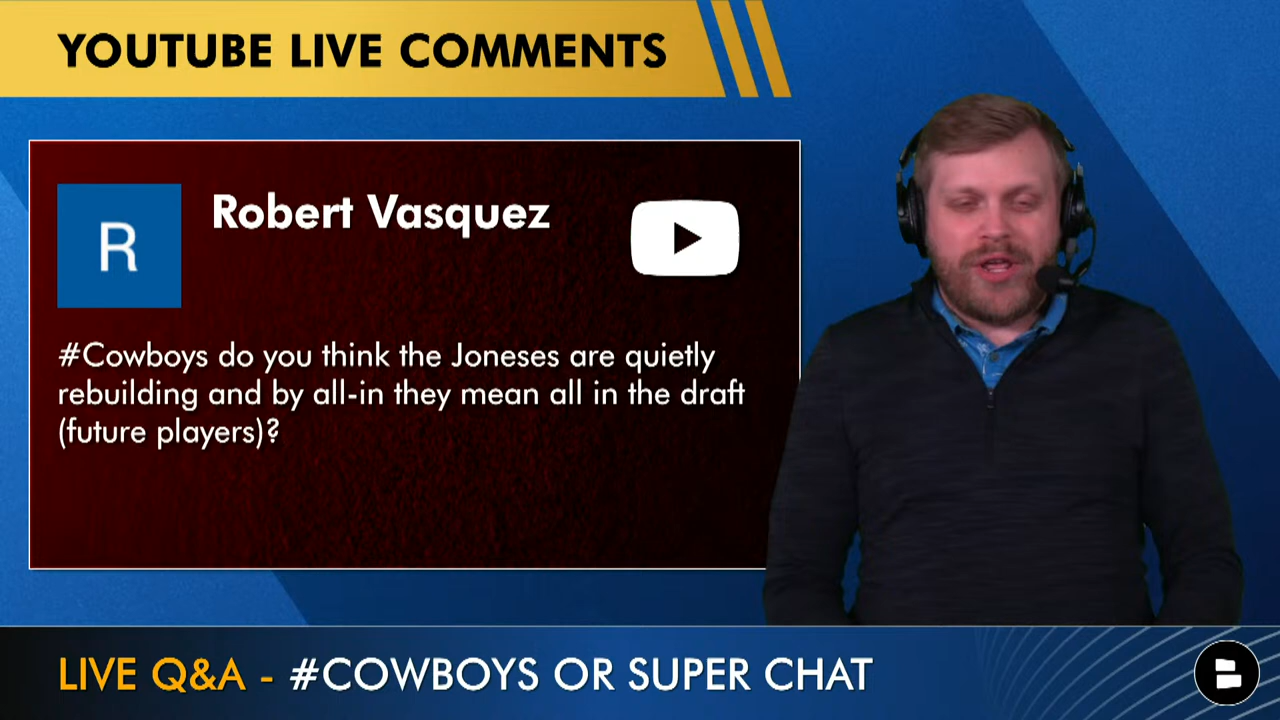 YOUTUBE LIVE COMMENTS
R
Robert Vasquez
#Cowboys do you think the Joneses are quietly
rebuilding and by all-in they mean all in the draft
(future players)?
LIVE Q&A - #COWBOYS OR SUPER CHAT